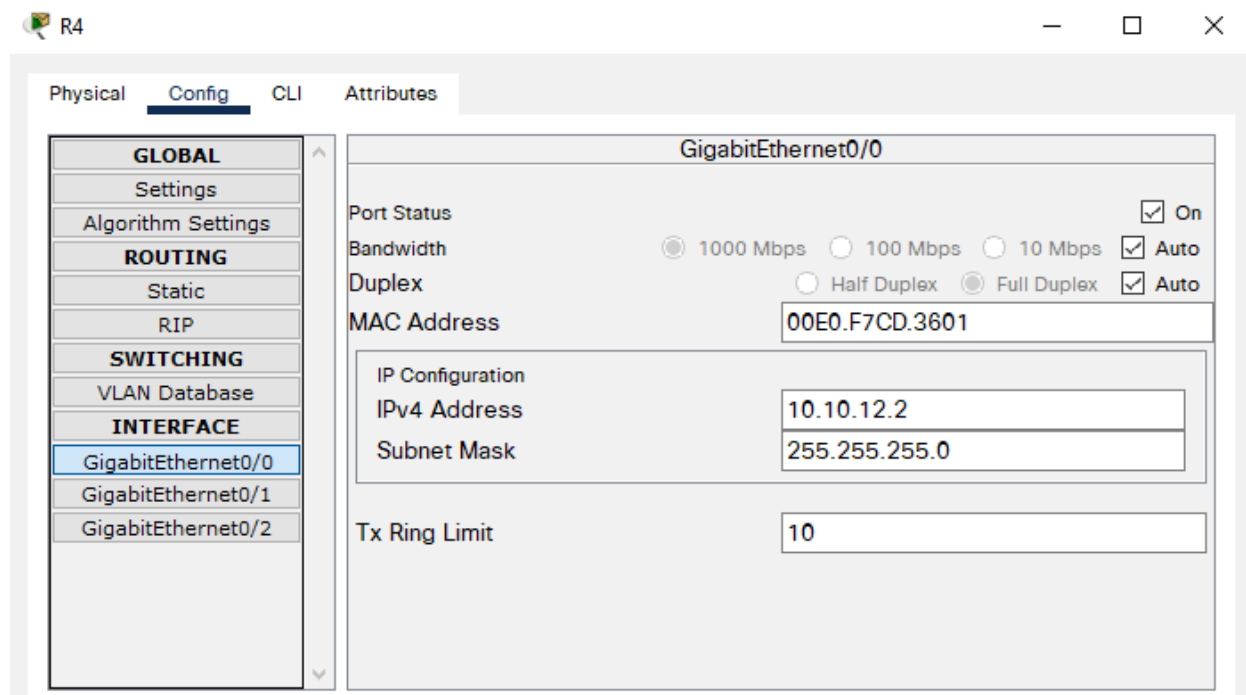 R4
Physical Config CLI Attributes
GLOBAL
Settings
Algorithm Settings
ROUTING
Static
RIP
SWITCHING
VLAN Database
INTERFACE
GigabitEthernet0/0
GigabitEthernet0/1
GigabitEthernet0/2
GigabitEthernet0/0
Port Status On
Bandwidth 1000 Mbps 100 Mbps 10 Mbps Auto
Duplex Half Duplex Full Duplex Auto
MAC Address 00E0.F7CD.3601
IP Configuration
IPv4 Address 10.10.12.2
Subnet Mask 255.255.255.0
Tx Ring Limit 10